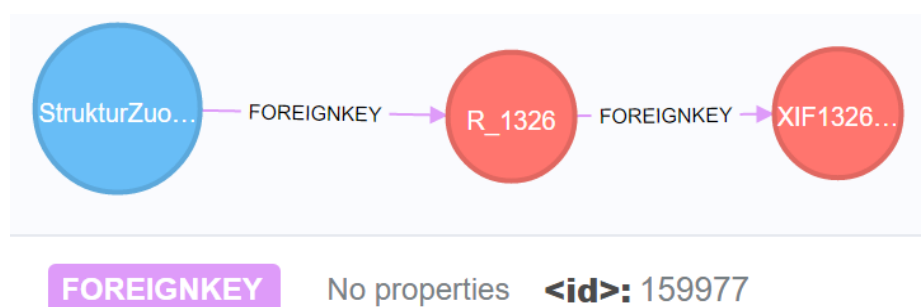 StrukturZuo... FOREIGNKEY R_1326 FOREIGNKEY XIF1326...
FOREIGNKEY No properties <id>: 159977